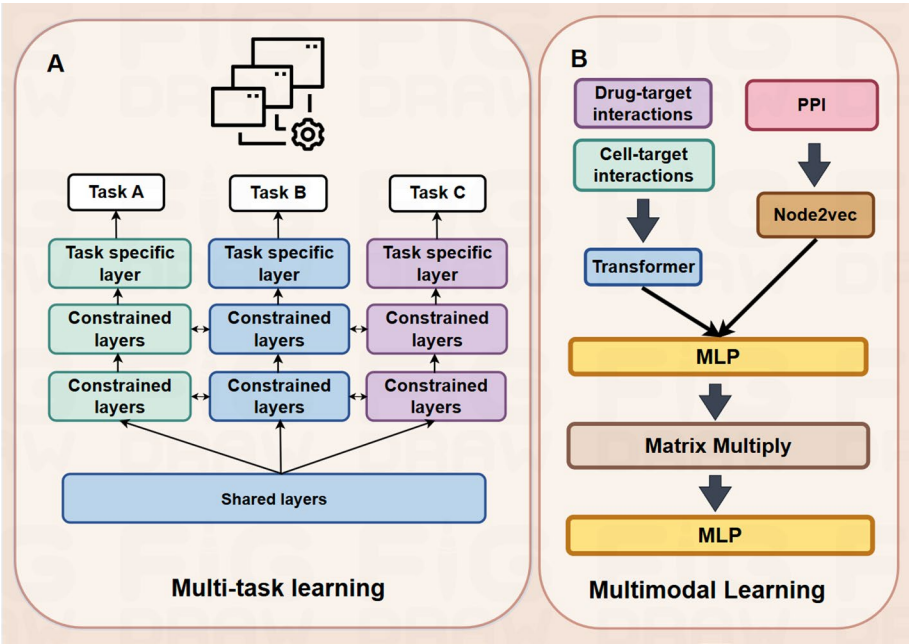 A
Task A
Task B
Task C
Task specific
layer
Task specific
layer
Task specific
layer
Constrained
layers
Constrained
layers
Constrained
layers
Constrained
layers
Constrained
layers
Constrained
layers
Shared layers
Multi-task learning
B
Drug-target
interactions
PPI
Cell-target
interactions
Node2vec
Transformer
MLP
Matrix Multiply
MLP
Multimodal Learning